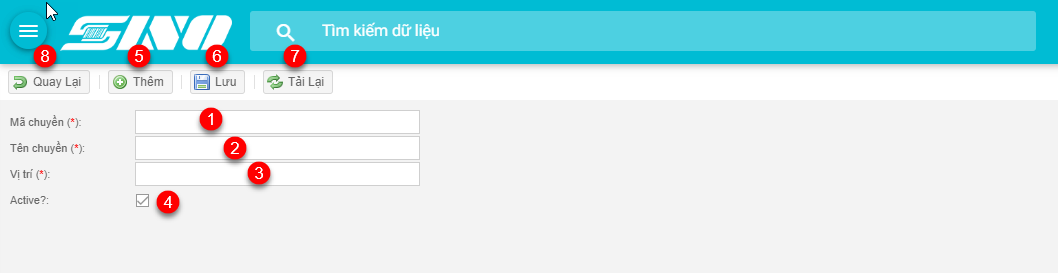 SNO Tìm kiếm dữ liệu
8 5 6 7
Quay Lại Thêm Lưu Tải Lại
Mã chuyền (*): 1
Tên chuyền (*): 2
Vị trí (*): 3
Active?: 4